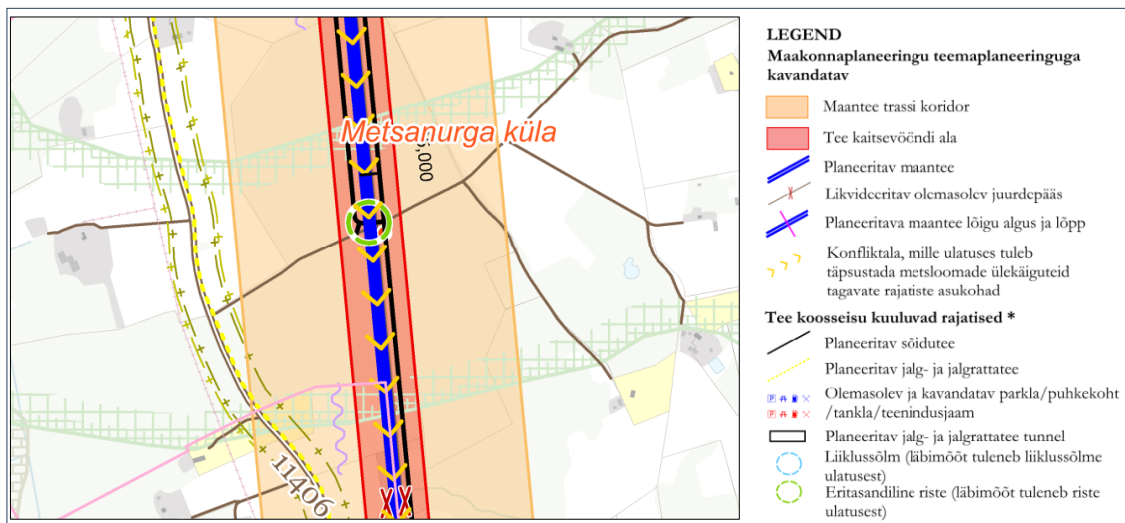 Metsanurga küla
11406
LEGEND
Maakonnaplaneeringu teemaplaneeringuga
kavandatav
Maantee trassi koridor
Tee kaitsevööndi ala
Planeeritav maantee
Likvideeritav olemasolev juurdepääs
Planeeritava maantee lõigu algus ja lõpp
Konfliktala, mille ulatuses tuleb
täpsustada metsloomade ülekäiguteid
tagavate rajatiste asukohad
Tee koosseisu kuuluvad rajatised *
Planeeritav sõidutee
Planeeritav jalg- ja jalgrattatee
Olemasolev ja kavandatav parkla/puhkekoht
/tankla/teenindusjaam
Planeeritav jalg- ja jalgrattatee tunnel
Liiklussõlm (läbimõõt tuleneb liiklussõlme
ulatusest)
Eritasandiline riste (läbimõõt tuleneb riste
ulatusest)